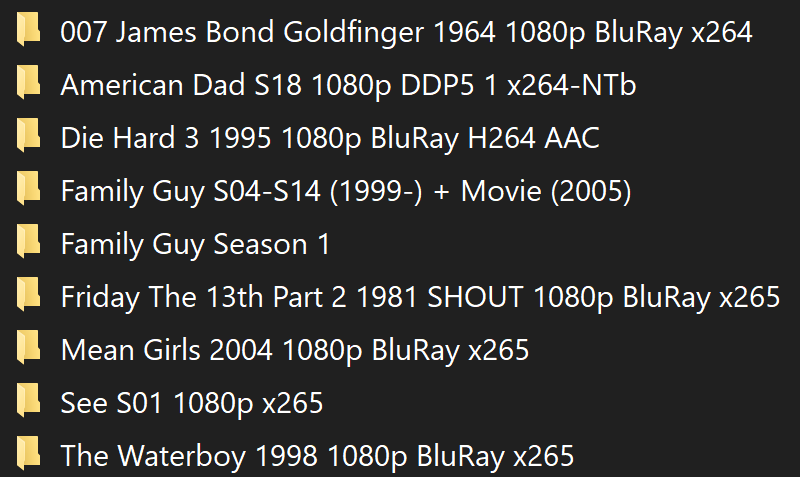 007 James Bond Goldfinger 1964 1080p BluRay x264
American Dad S18 1080p DDP5 1 x264-NTb
Die Hard 3 1995 1080p BluRay H264 AAC
Family Guy S04-S14 (1999-) + Movie (2005)
Family Guy Season 1
Friday The 13th Part 2 1981 SHOUT 1080p BluRay x265
Mean Girls 2004 1080p BluRay x265
See S01 1080p x265
The Waterboy 1998 1080p BluRay x265